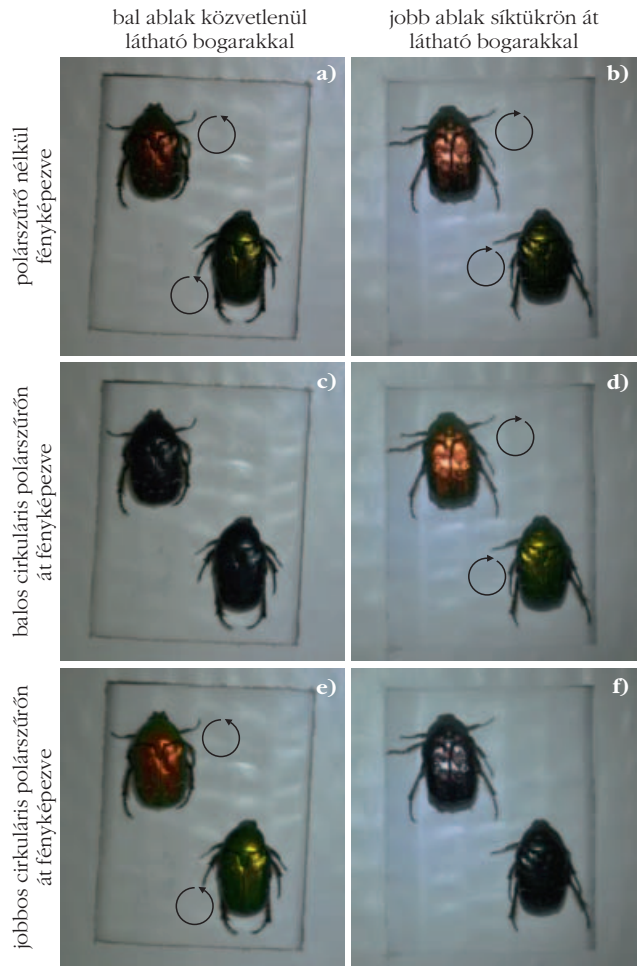 bal ablak közvetlenül
látható bogarakkal
jobb ablak síktükrön át
látható bogarakkal
polárszűrő nélkül
fényképezve
a)
b)
balos cirkuláris polárszűrőn
át fényképezve
c)
d)
jobbos cirkuláris polárszűrőn
át fényképezve
e)
f)